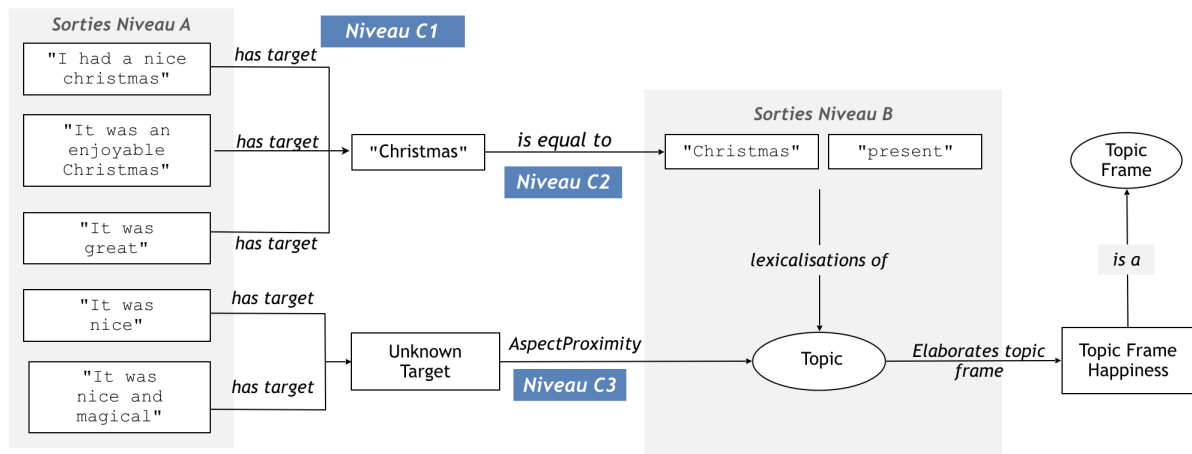 Sorties Niveau A
"I had a nice
christmas"
"It was an
enjoyable
Christmas"
"It was
great"
"It was
nice"
"It was
nice and
magical"
has target
has target
has target
has target
has target
Niveau C1
"Christmas"
Unknown
Target
is equal to
Niveau C2
AspectProximity
Niveau C3
Sorties Niveau B
"Christmas"
"present"
lexicalisations of
Topic
Elaborates topic
frame
Topic
Frame
is a
Topic Frame
Happiness